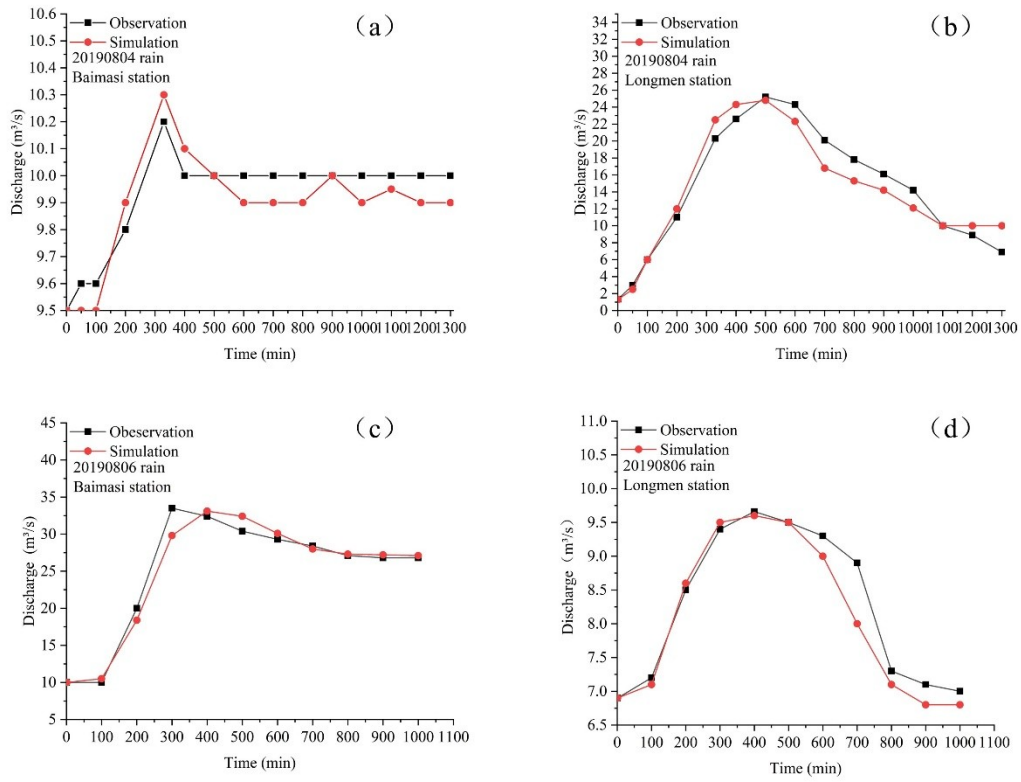 (a)
Observation
Simulation
20190804 rain
Baimasi station
Discharge (m³/s)
10.6
10.5
10.4
10.3
10.2
10.1
10.0
9.9
9.8
9.7
9.6
9.5
0 100 200 300 400 500 600 700 800 900 1000 1100 1200 1300
Time (min)
(b)
Observation
Simulation
20190804 rain
Longmen station
Discharge (m³/s)
34
32
30
28
26
24
22
20
18
16
14
12
10
8
6
4
2
0
0 100 200 300 400 500 600 700 800 900 1000 1100 1200 1300
Time (min)
(c)
Obeservation
Simulation
20190806 rain
Baimasi station
Discharge (m³/s)
45
40
35
30
25
20
15
10
5
0 100 200 300 400 500 600 700 800 900 1000 1100
Time (min)
(d)
Observation
Simulation
20190806 rain
Longmen station
Discharge（m³/s）
11.0
10.5
10.0
9.5
9.0
8.5
8.0
7.5
7.0
6.5
0 100 200 300 400 500 600 700 800 900 1000 1100
Time (min)